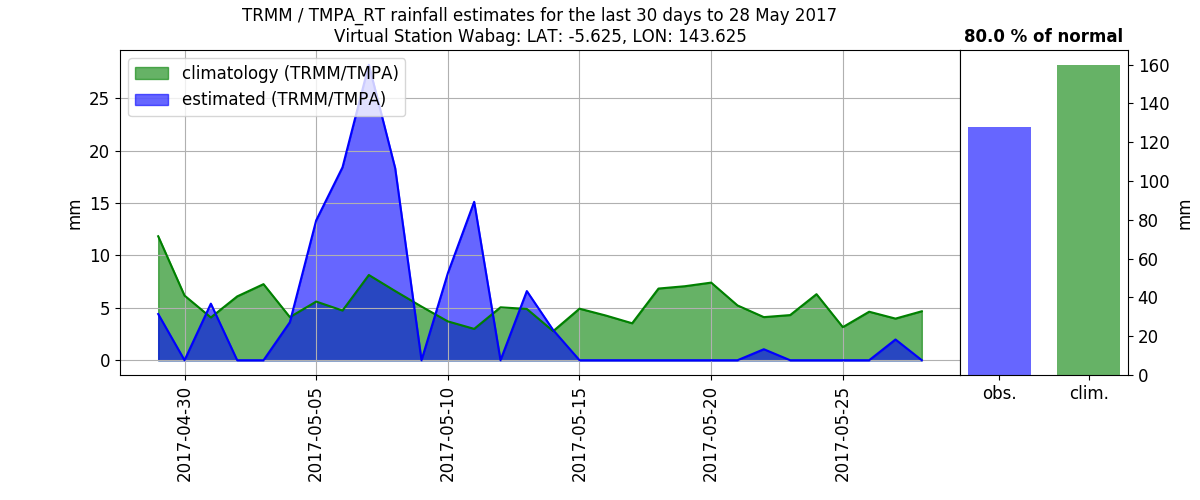 TRMM / TMPA_RT rainfall estimates for the last 30 days to 28 May 2017
Virtual Station Wabag: LAT: -5.625, LON: 143.625
80.0 % of normal
climatology (TRMM/TMPA)
estimated (TRMM/TMPA)
mm
25
20
15
10
5
0
2017-04-30
2017-05-05
2017-05-10
2017-05-15
2017-05-20
2017-05-25
160
140
120
100
80
60
40
20
0
mm
obs.
clim.